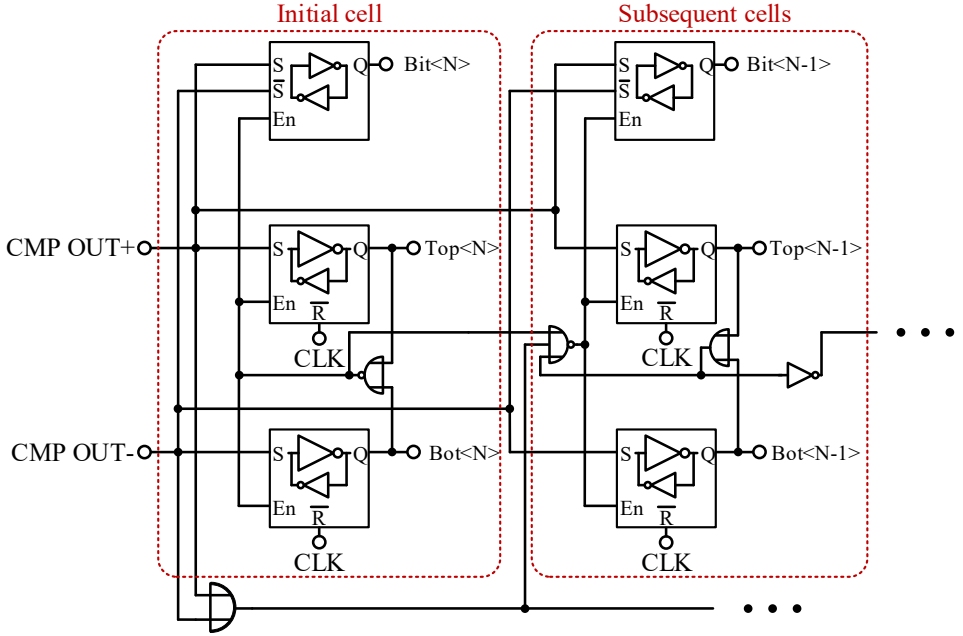 Initial cell
Subsequent cells
S
Q
Bit<N>
S
En
S
Q
Bit<N-1>
S
En
CMP OUT+
S
Q
Top<N>
En
R
CLK
S
Q
Top<N-1>
En
R
CLK
CMP OUT-
S
Q
Bot<N>
En
R
CLK
S
Q
Bot<N-1>
En
R
CLK